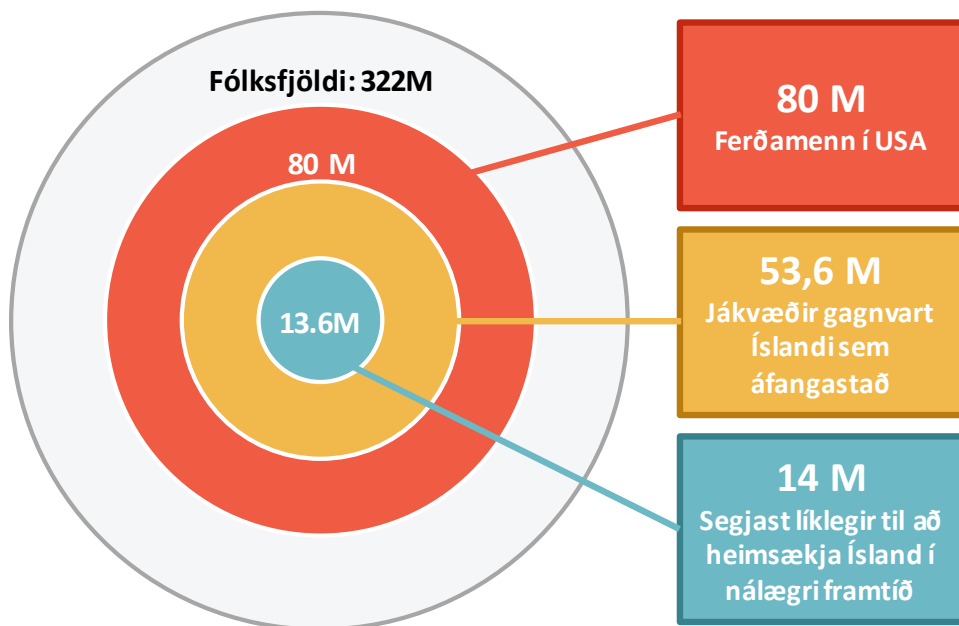 Fólksfjöldi: 322M
80 M
13.6M
80 M
Ferðamenn í USA
53,6 M
Jákvæðir gagnvart
Íslandi sem
áfangastað
14 M
Segjast líklegir til að
heimsækja Ísland í
nálægri framtíð